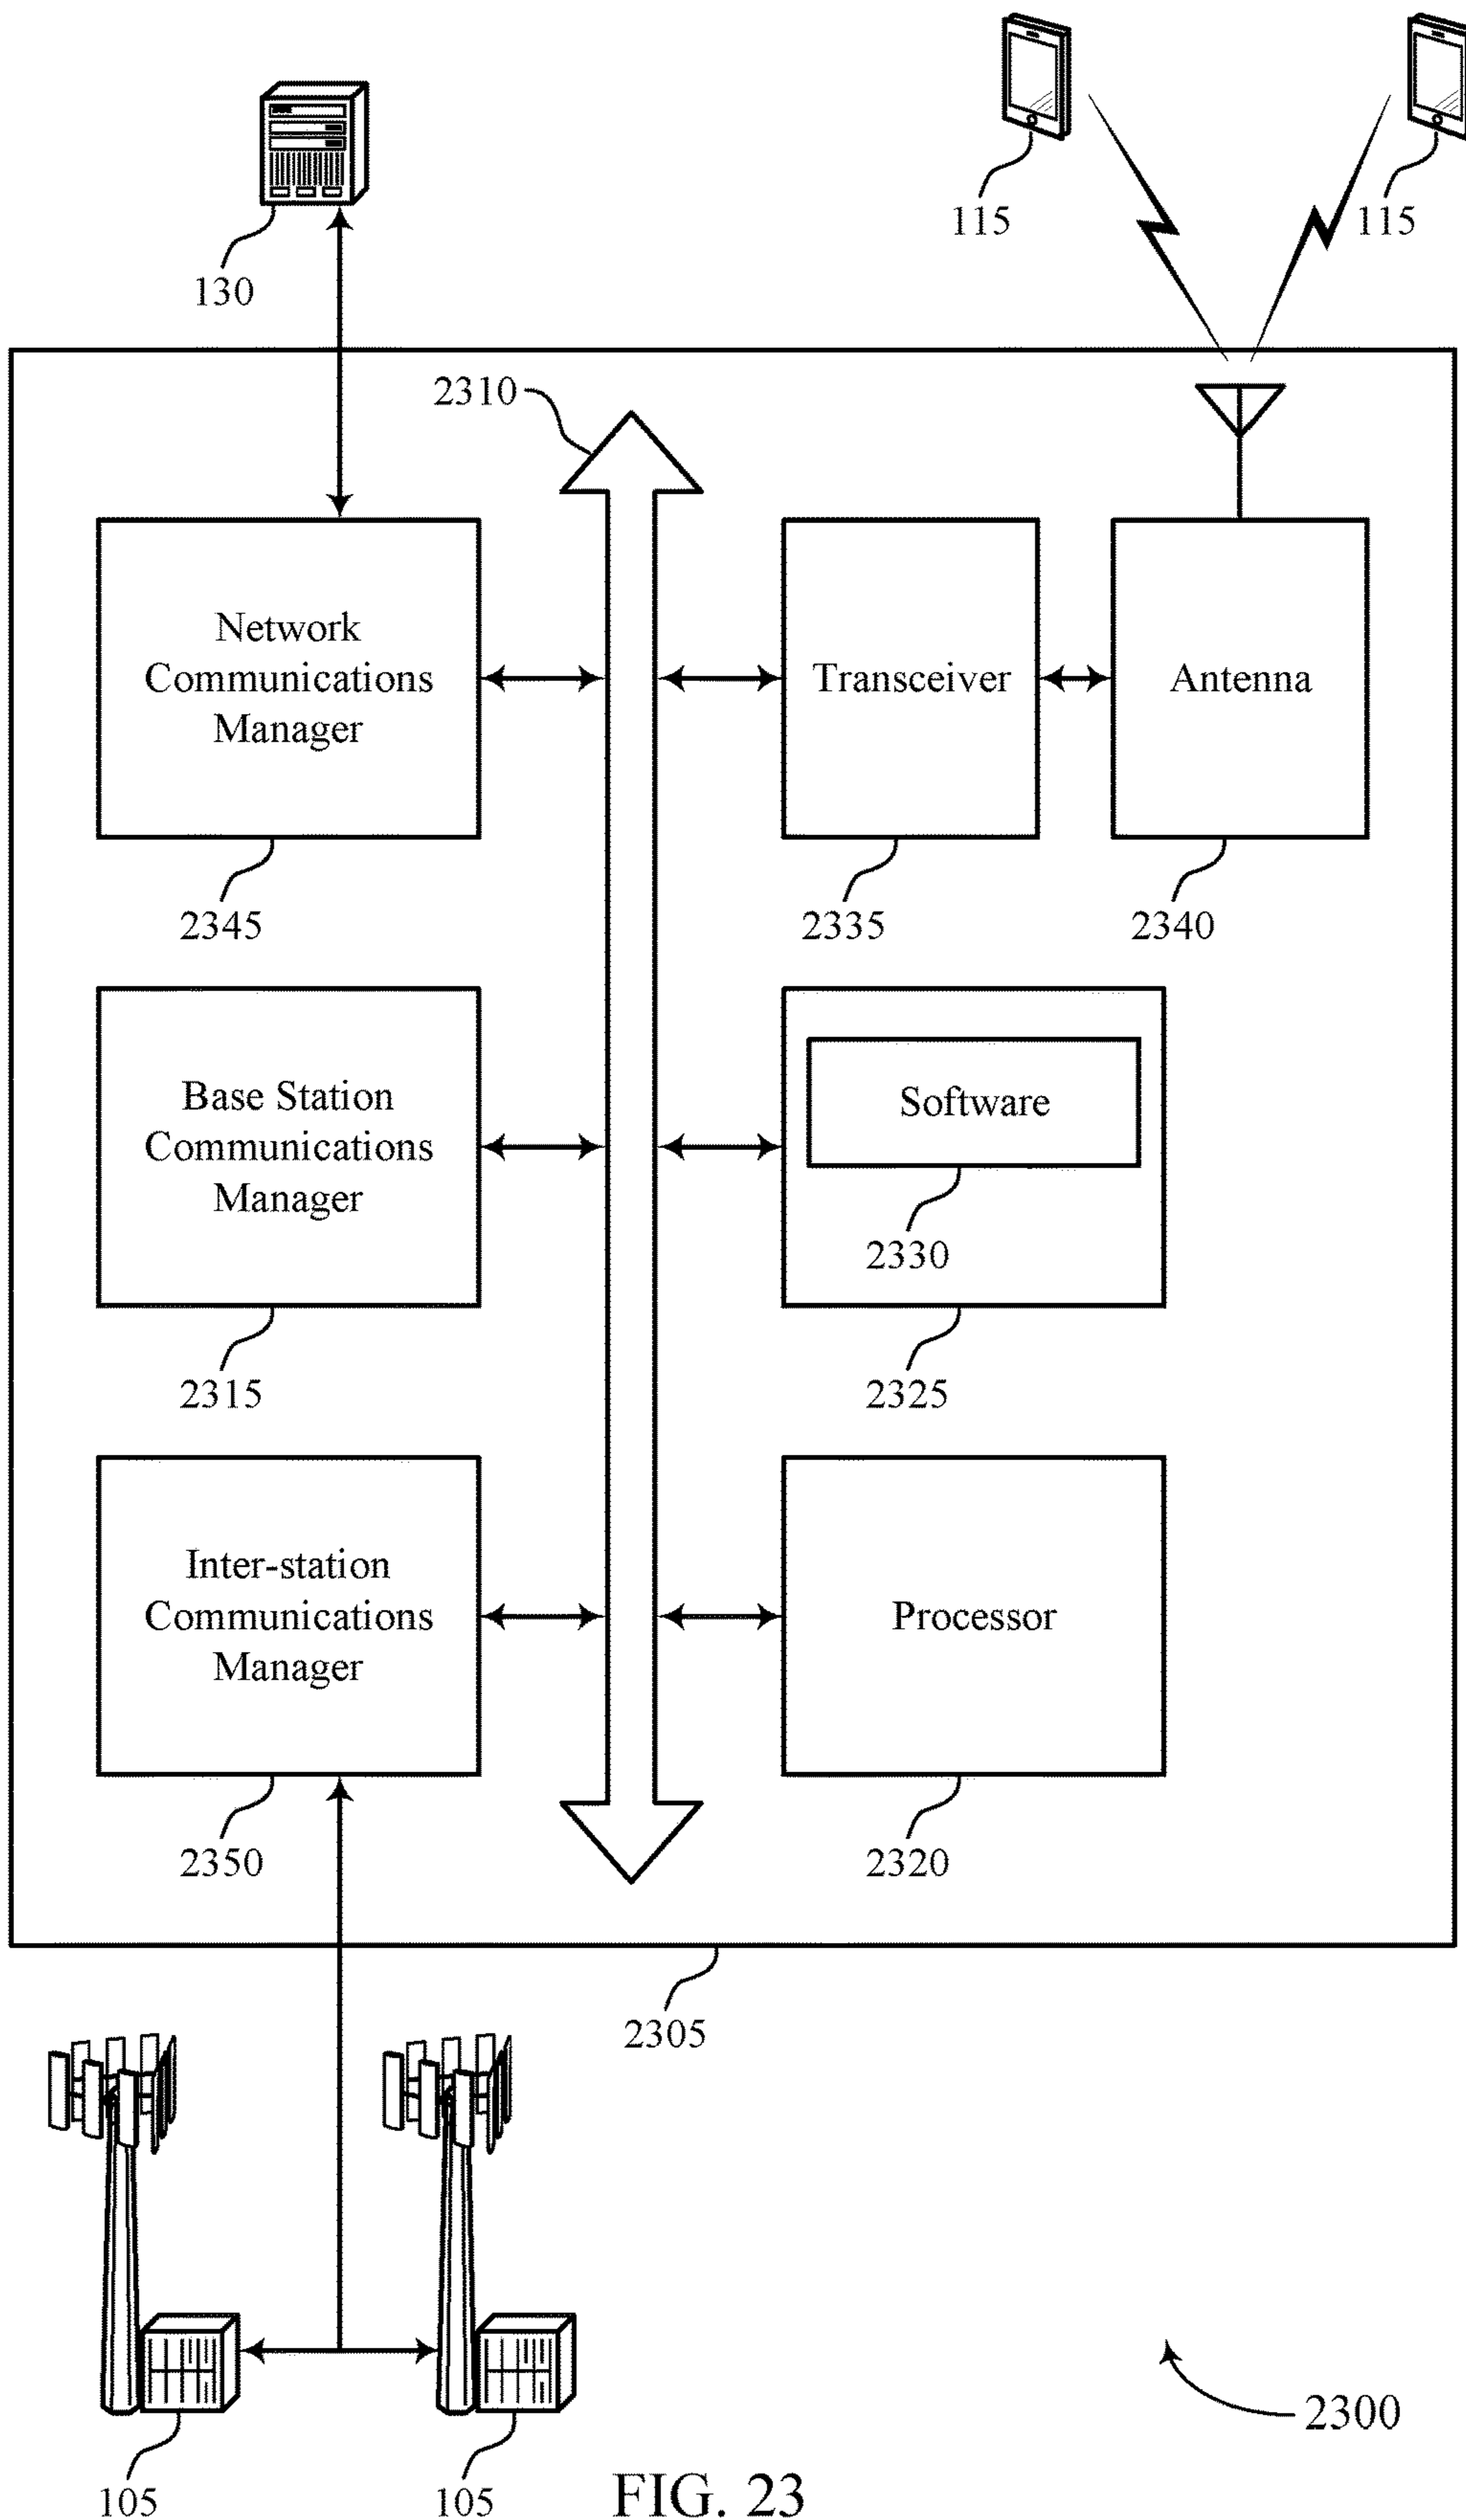 115
115
130
2310
Network
Communications
Manager
Transceiver
Antenna
2345
2335
2340
Base Station
Communications
Manager
Software
2330
2315
2325
Inter-station
Communications
Manager
Processor
2350
2320
2305
2300
105
105
FIG. 23